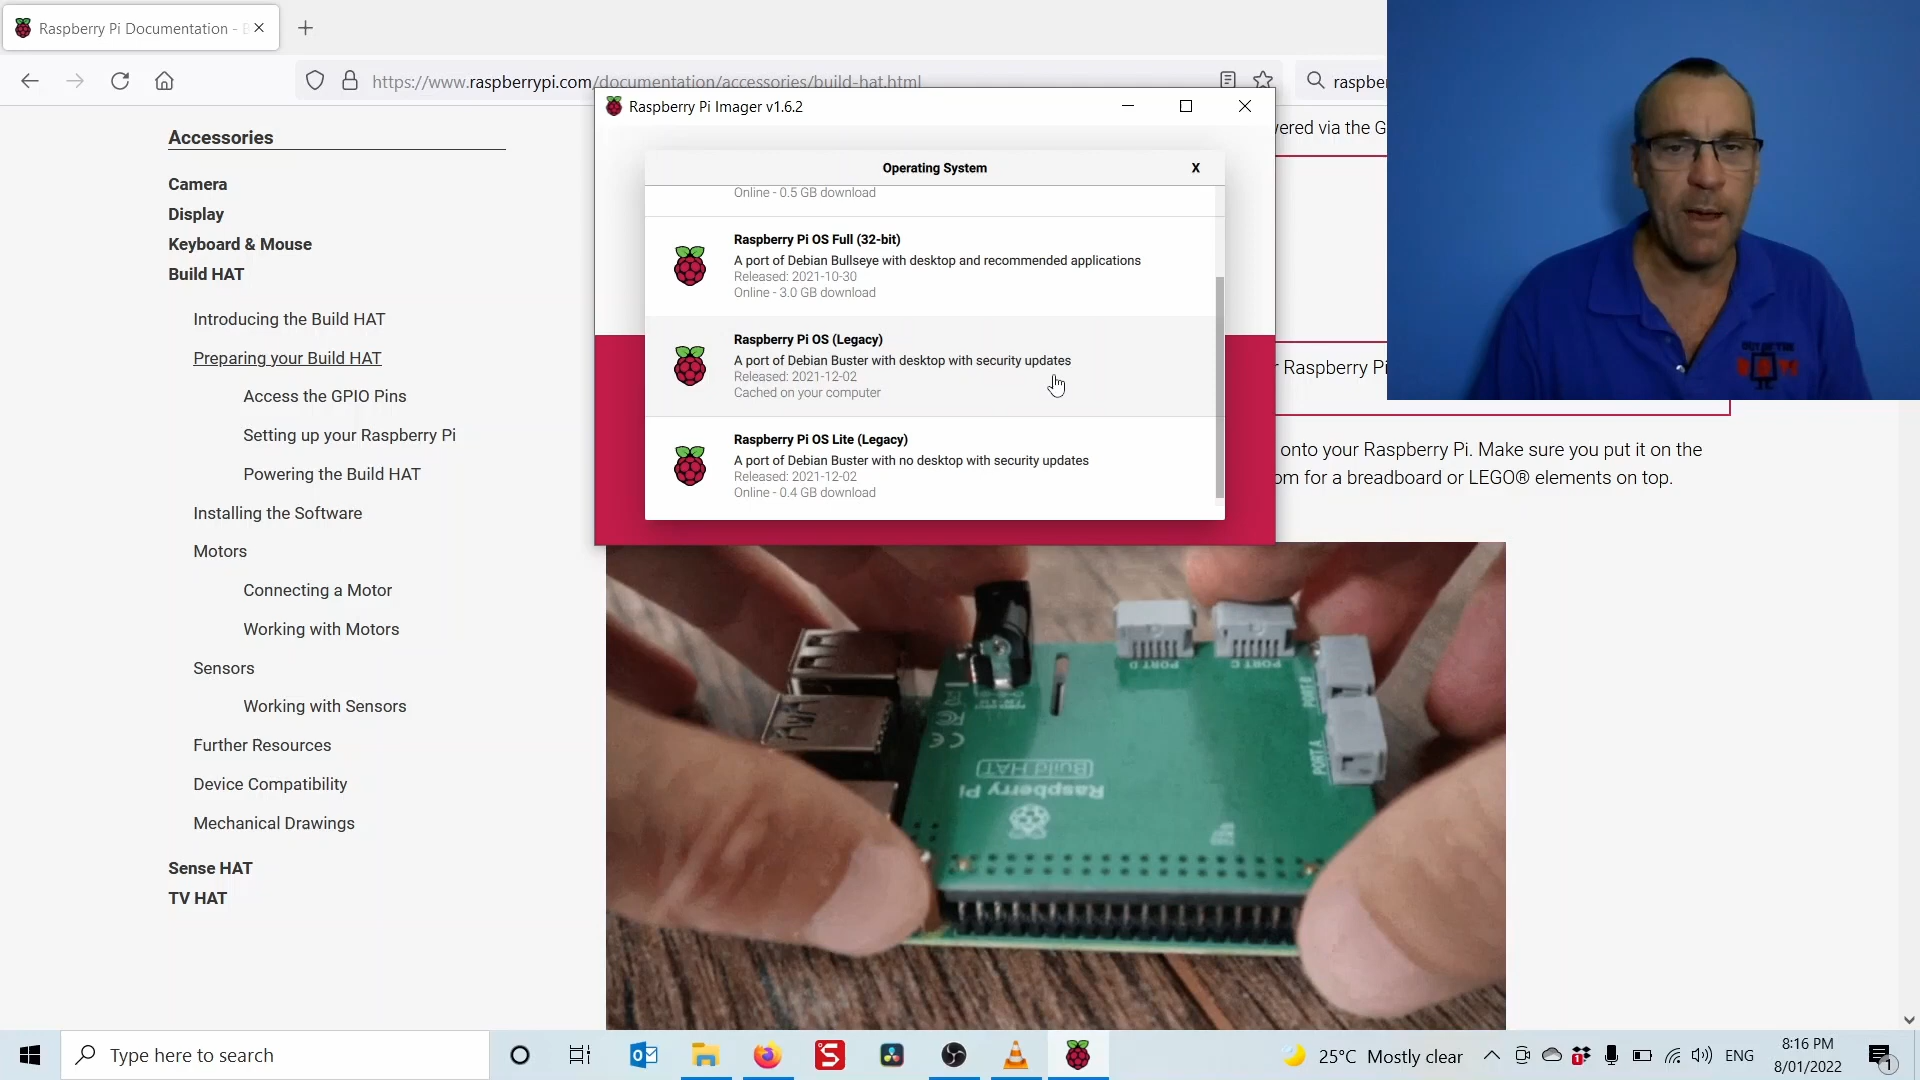 Raspberry Pi Documentation -
https://www.raspberrypi.com/documentation/accessories/build-hat.html
raspbe
Accessories
Camera
Display
Keyboard & Mouse
Build HAT
Introducing the Build HAT
Preparing your Build HAT
Access the GPIO Pins
Setting up your Raspberry Pi
Powering the Build HAT
Installing the Software
Motors
Connecting a Motor
Working with Motors
Sensors
Working with Sensors
Further Resources
Device Compatibility
Mechanical Drawings
Sense HAT
TV HAT
Raspberry Pi Imager v1.6.2
Operating System
X
Online - 0.5 GB download
Raspberry Pi OS Full (32-bit)
A port of Debian Bullseye with desktop and recommended applications
Released: 2021-10-30
Online - 3.0 GB download
Raspberry Pi OS (Legacy)
A port of Debian Buster with desktop with security updates
Released: 2021-12-02
Cached on your computer
Raspberry Pi OS Lite (Legacy)
A port of Debian Buster with no desktop with security updates
Released: 2021-12-02
Online - 0.4 GB download
ered via the G
Raspberry Pi
onto your Raspberry Pi. Make sure you put it on the
om for a breadboard or LEGO® elements on top.
PORT D
PORT C
PORT B
PORT A
Build HAT
Raspberry Pi
Type here to search
25°C Mostly clear
ENG
8:16 PM
8/01/2022
1